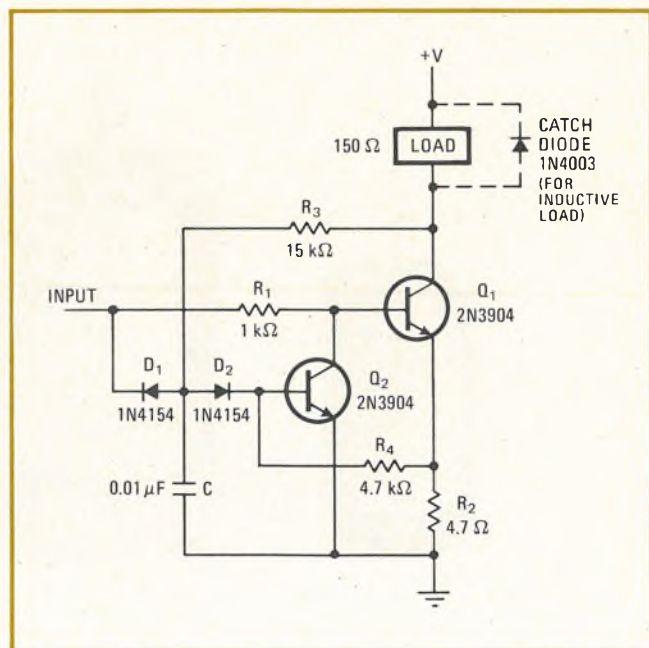 +V
150 Ω
LOAD
CATCH
DIODE
1N4003
(FOR
INDUCTIVE
LOAD)
R3
15 kΩ
INPUT
R1
1 kΩ
Q1
2N3904
D1
1N4154
D2
1N4154
Q2
2N3904
R4
4.7 kΩ
0.01 µF
C
R2
4.7 Ω